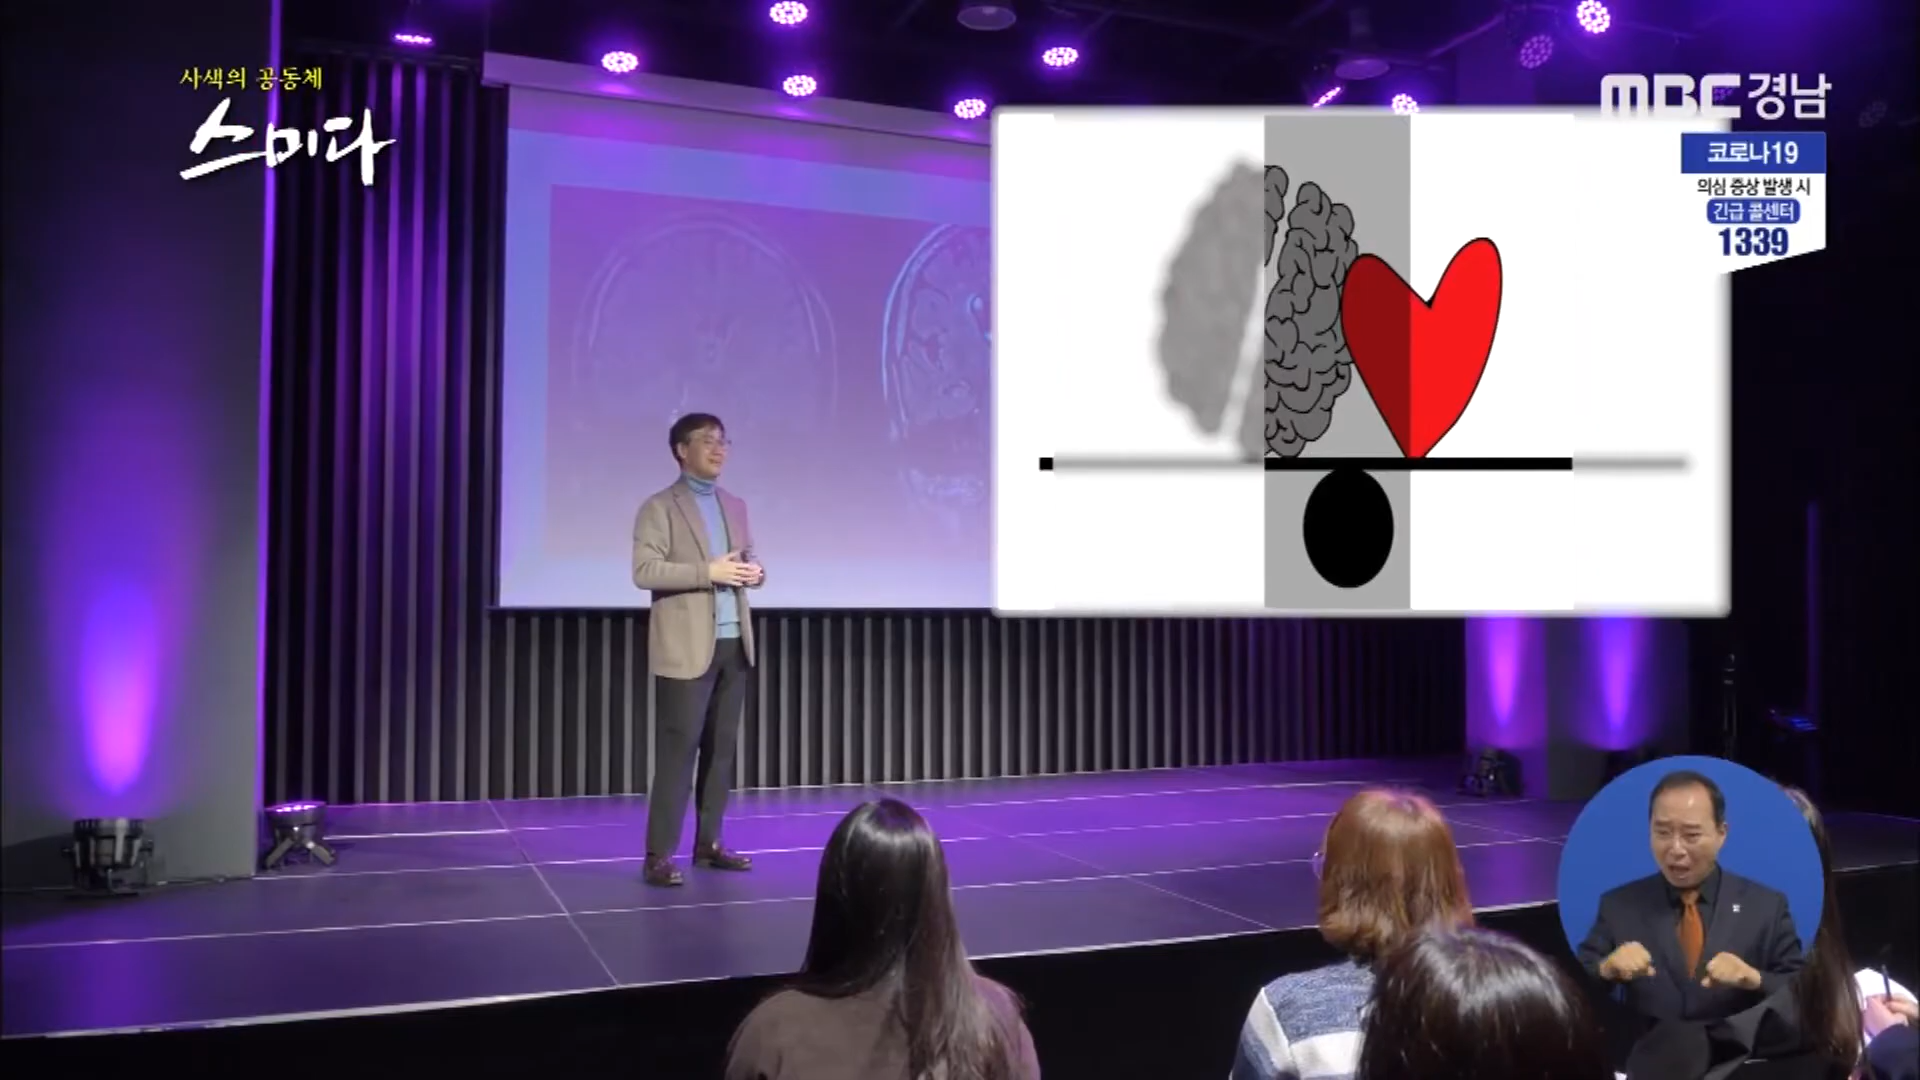 사색의 공동체
스미다
MBC경남
코로나19
의심 증상 발생 시
긴급 콜센터
1339